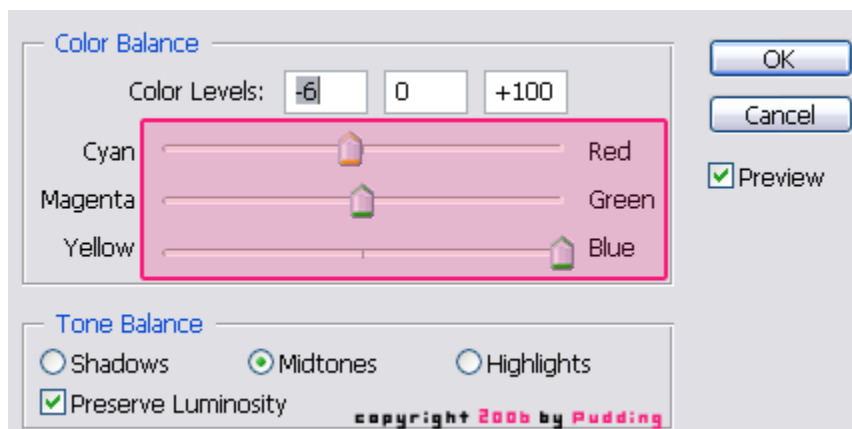 Color Balance
Color Levels: -6 0 +100
Cyan Red
Magenta Green
Yellow Blue
OK
Cancel
Preview
Tone Balance
Shadows Midtones Highlights
Preserve Luminosity
copyright 2006 by Pudding